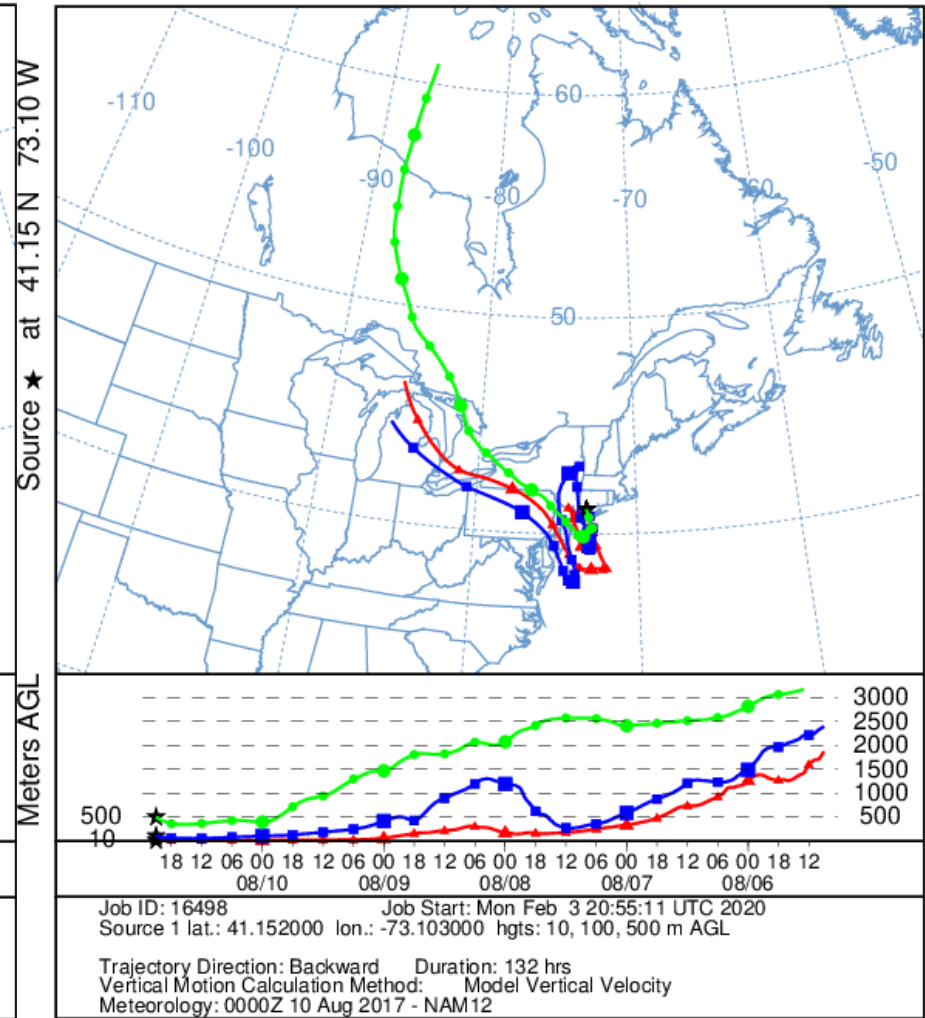 Source ★ at 41.15 N 73.10 W
-110
-100
-90
-80
-70
-60
-50
60
50
Meters AGL
3000
2500
2000
1500
1000
500
500
10
18 12 06 00 18 12 06 00 18 12 06 00 18 12 06 00 18 12 06 00 18 12
08/10 08/09 08/08 08/07 08/06
Job ID: 16498 Job Start: Mon Feb 3 20:55:11 UTC 2020
Source 1 lat.: 41.152000 lon.: -73.103000 hgts: 10, 100, 500 m AGL
Trajectory Direction: Backward Duration: 132 hrs
Vertical Motion Calculation Method: Model Vertical Velocity
Meteorology: 0000Z 10 Aug 2017 - NAM12